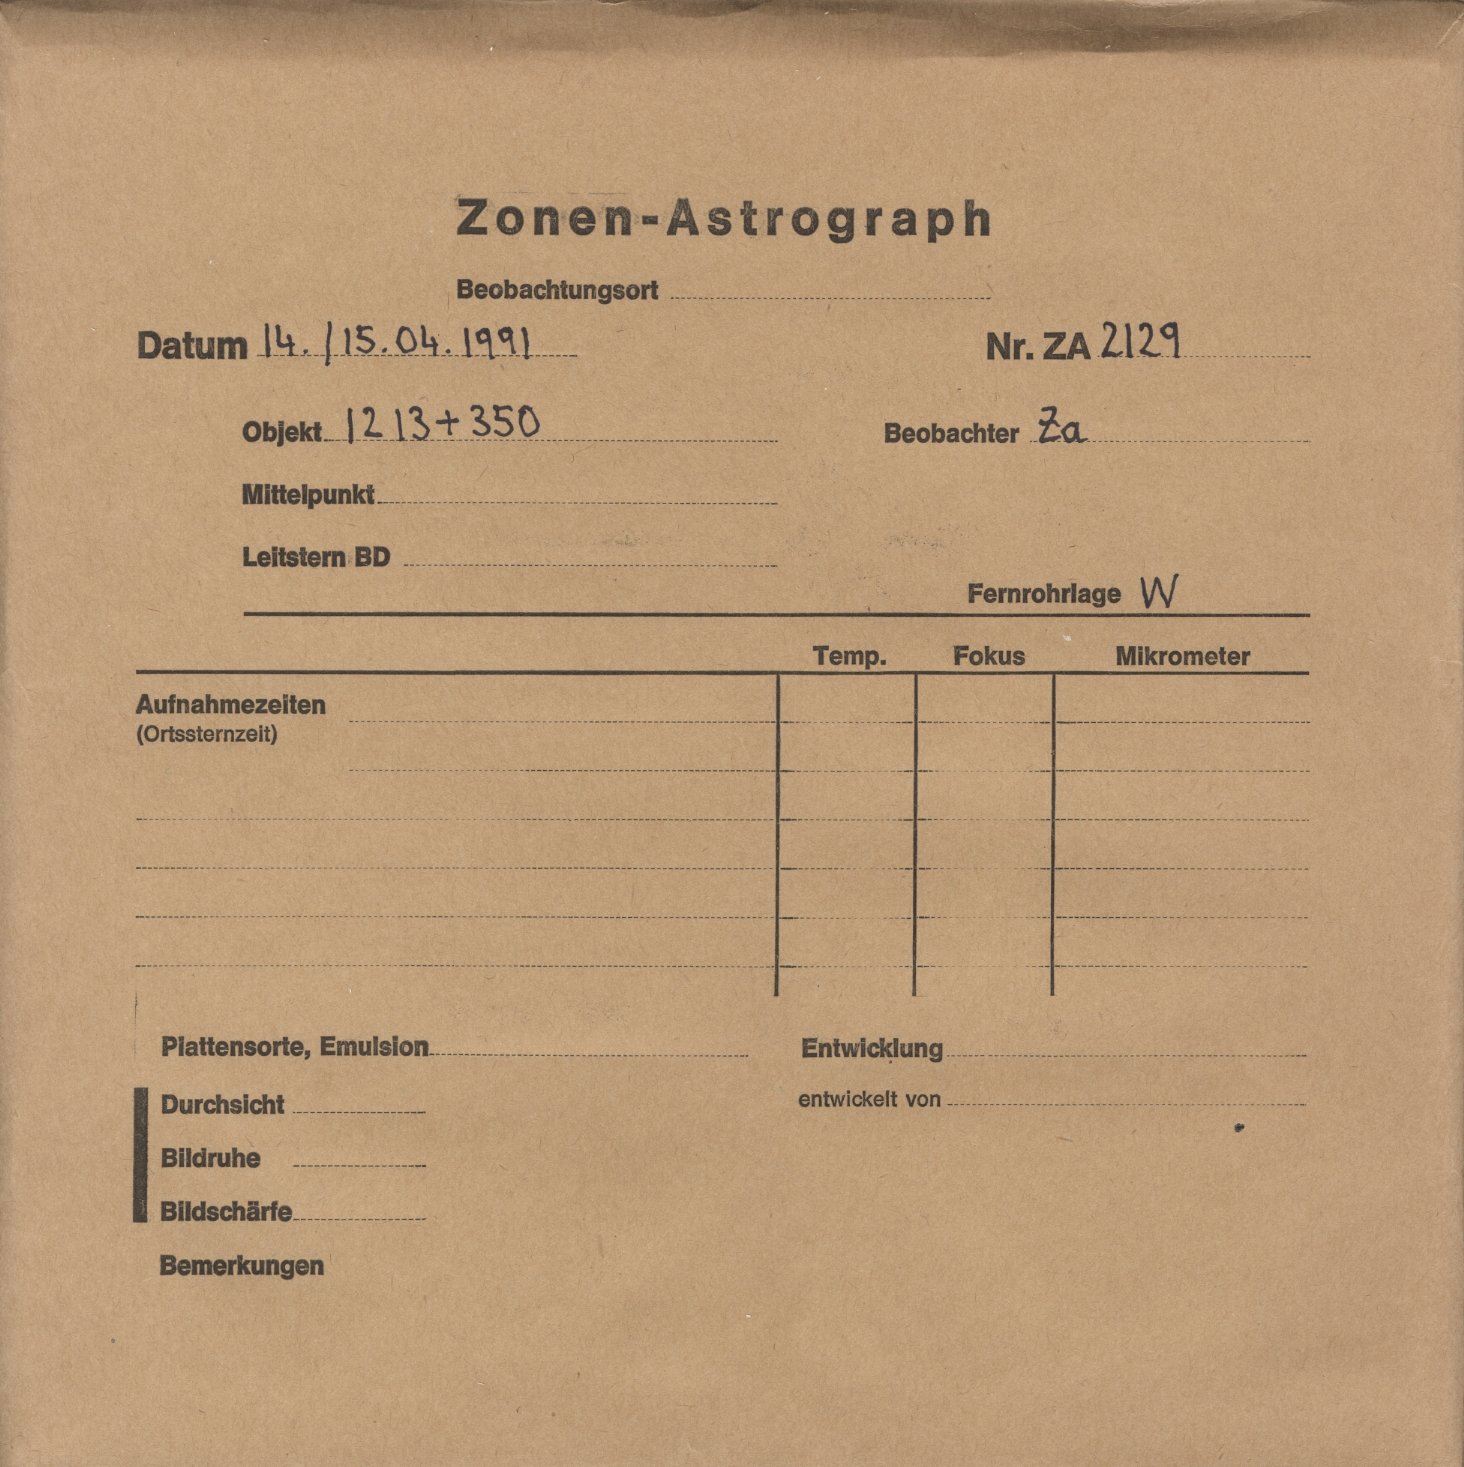 Zonen-Astrograph
Beobachtungsort
Datum 14./15.04.1991 Nr. ZA 2129
Objekt 1213+350 Beobachter Za
Mittelpunkt
Leitstern BD
Fernrohrlage W
Temp. Fokus Mikrometer
Aufnahmezeiten
(Ortssternzeit)
Plattensorte, Emulsion Entwicklung
Durchsicht entwickelt von
Bildruhe
Bildschärfe
Bemerkungen